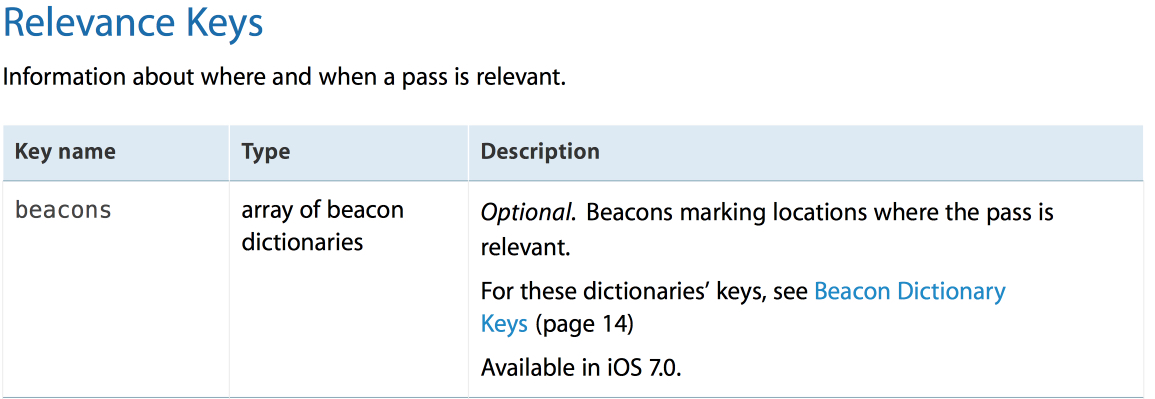 Relevance Keys
Information about where and when a pass is relevant.
Key name Type Description
beacons
array of beacon
dictionaries
Optional. Beacons marking locations where the pass is
relevant.
For these dictionaries’ keys, see Beacon Dictionary
Keys (page 14)
Available in iOS 7.0.